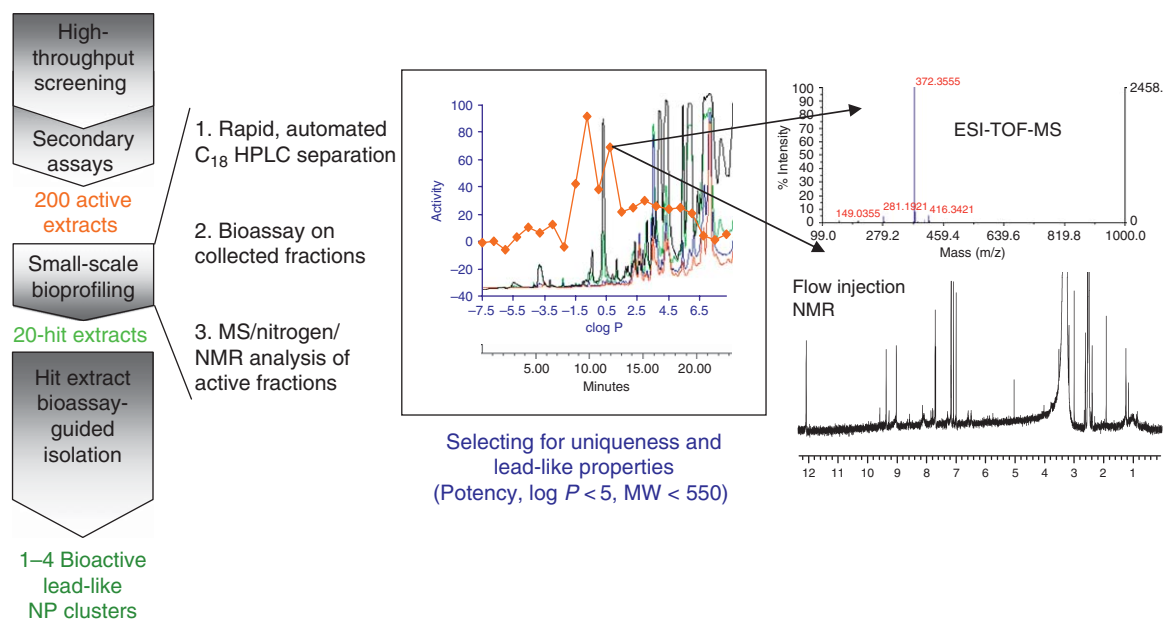 High-
throughput
screening
Secondary
assays
200 active
extracts
Small-scale
bioprofiling
20-hit extracts
Hit extract
bioassay-
guided
isolation
1–4 Bioactive
lead-like
NP clusters
1. Rapid, automated
C18 HPLC separation
2. Bioassay on
collected fractions
3. MS/nitrogen/
NMR analysis of
active fractions
Activity
100
80
60
40
20
0
−20
−40
−7.5 −5.5 −3.5 −1.5 0.5 2.5 4.5 6.5
clog P
5.00 10.00 15.00 20.00
Minutes
Selecting for uniqueness and
lead-like properties
(Potency, log P < 5, MW < 550)
372.3555
ESI-TOF-MS
2458.
% Intensity
100
90
80
70
60
50
40
30
20
10
0
149.0355 281.1921 416.3421
0
99.0 279.2 459.4 639.6 819.8 1000.0
Mass (m/z)
Flow injection
NMR
12 11 10 9 8 7 6 5 4 3 2 1